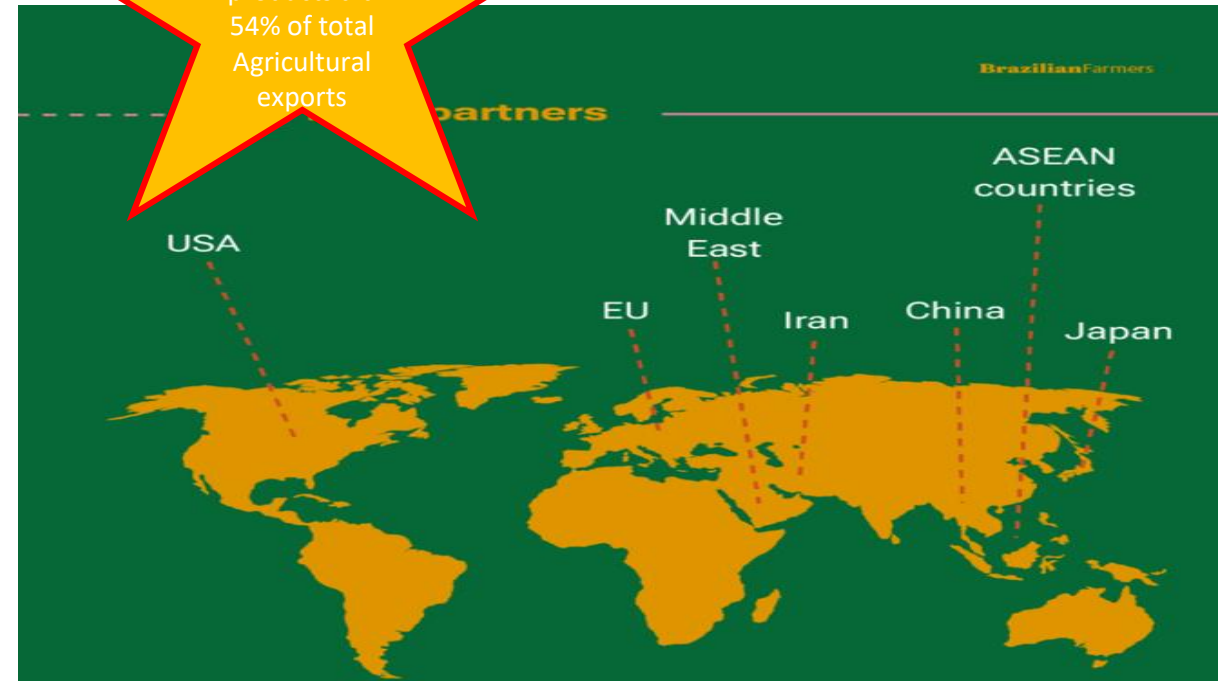 54% of total
Agricultural
exports
BrazilianFarmers
partners
ASEAN
countries
Middle
East
USA
EU
Iran
China
Japan